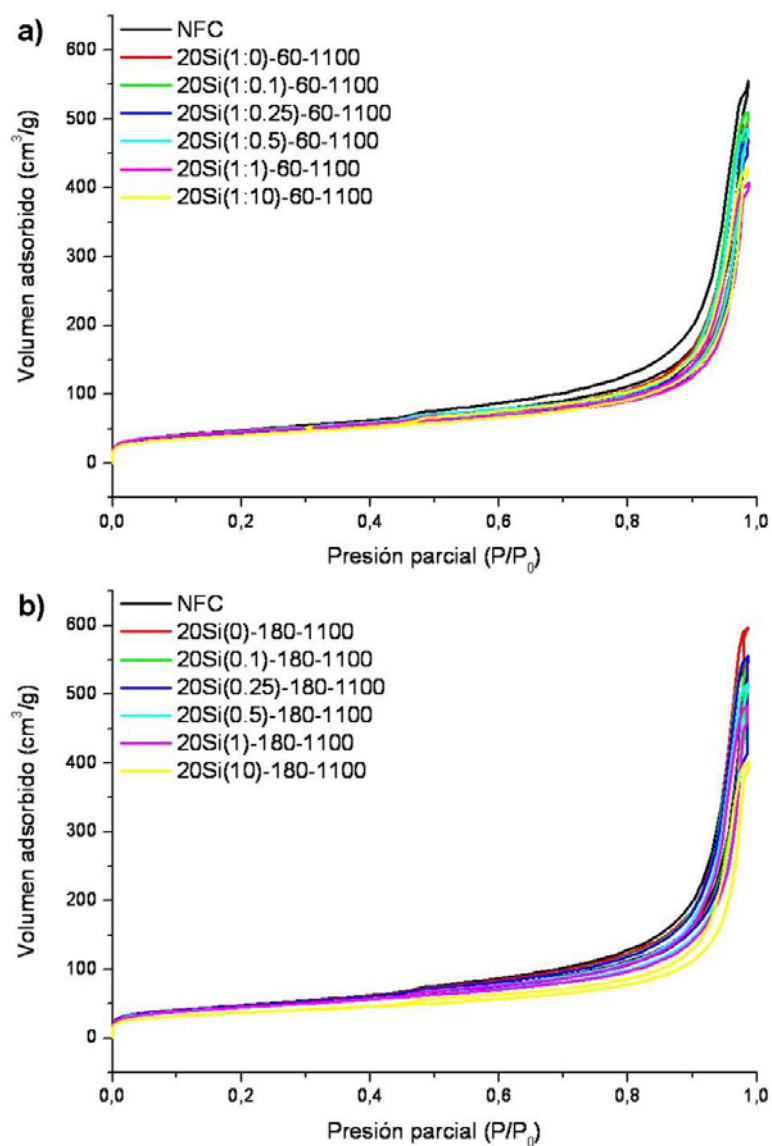 a)
NFC
20Si(1:0)-60-1100
20Si(1:0.1)-60-1100
20Si(1:0.25)-60-1100
20Si(1:0.5)-60-1100
20Si(1:1)-60-1100
20Si(1:10)-60-1100
Volumen adsorbido (cm³/g)
600
500
400
300
200
100
0
0,0 0,2 0,4 0,6 0,8 1,0
Presión parcial (P/P₀)
b)
NFC
20Si(0)-180-1100
20Si(0.1)-180-1100
20Si(0.25)-180-1100
20Si(0.5)-180-1100
20Si(1)-180-1100
20Si(10)-180-1100
Volumen adsorbido (cm³/g)
600
500
400
300
200
100
0
0,0 0,2 0,4 0,6 0,8 1,0
Presión parcial (P/P₀)